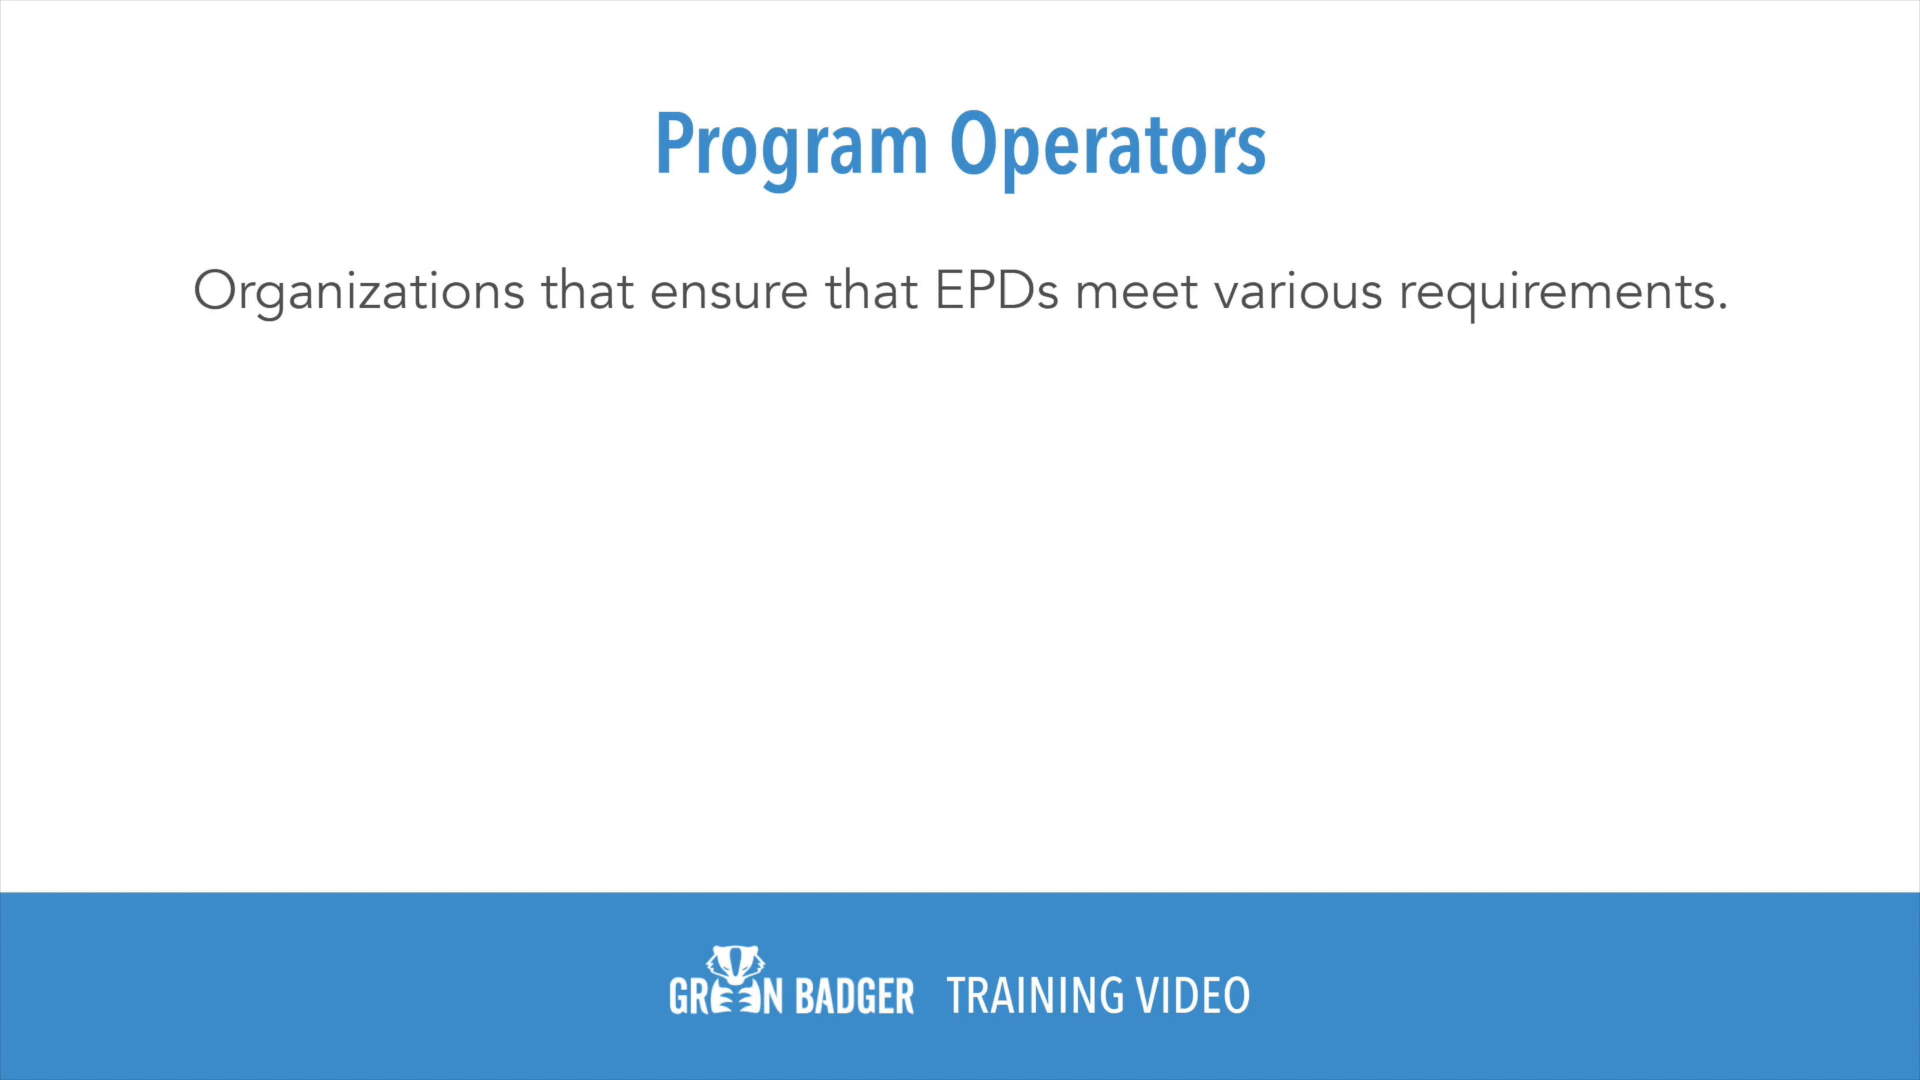 Program Operators
Organizations that ensure that EPDs meet various requirements.
GREEN BADGER TRAINING VIDEO